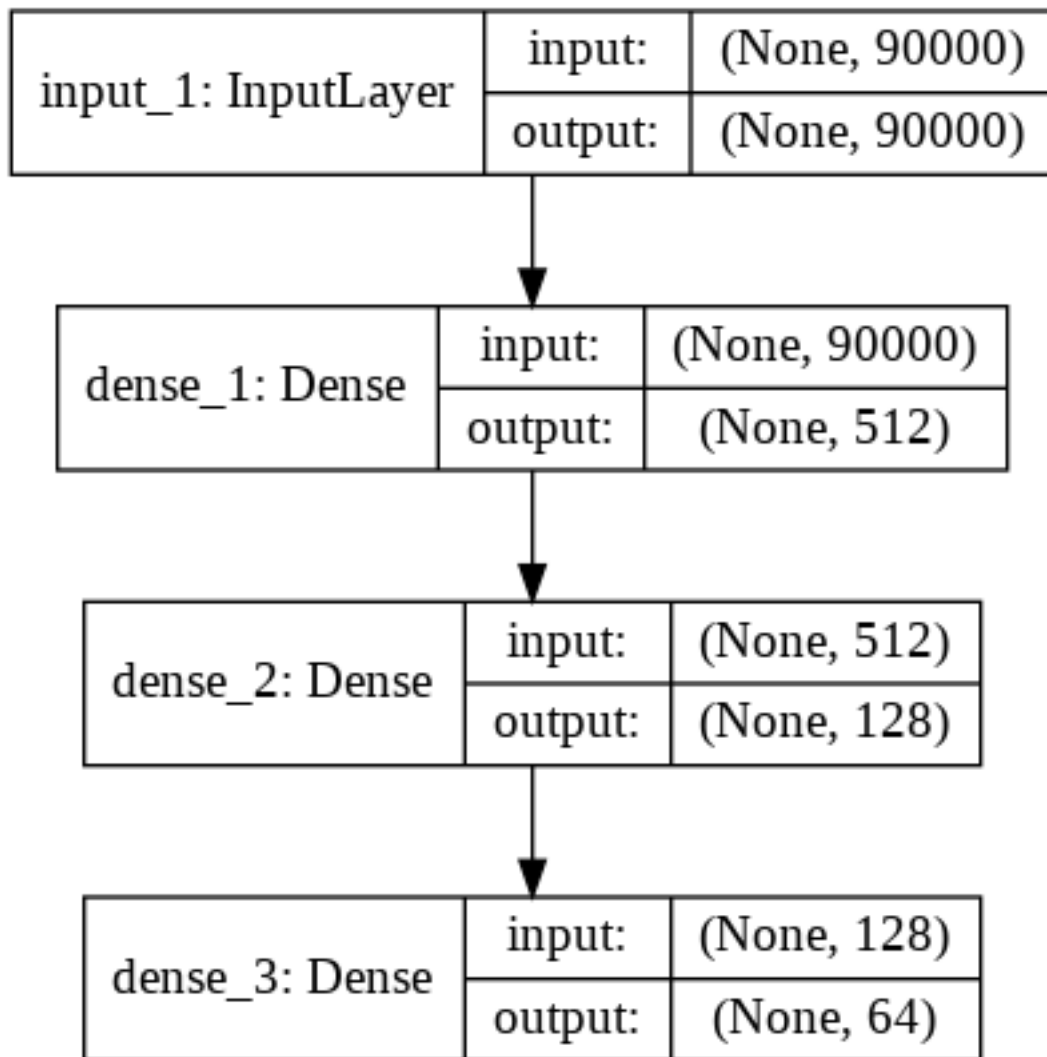 input_1: InputLayer
input: (None, 90000)
output: (None, 90000)
dense_1: Dense
input: (None, 90000)
output: (None, 512)
dense_2: Dense
input: (None, 512)
output: (None, 128)
dense_3: Dense
input: (None, 128)
output: (None, 64)